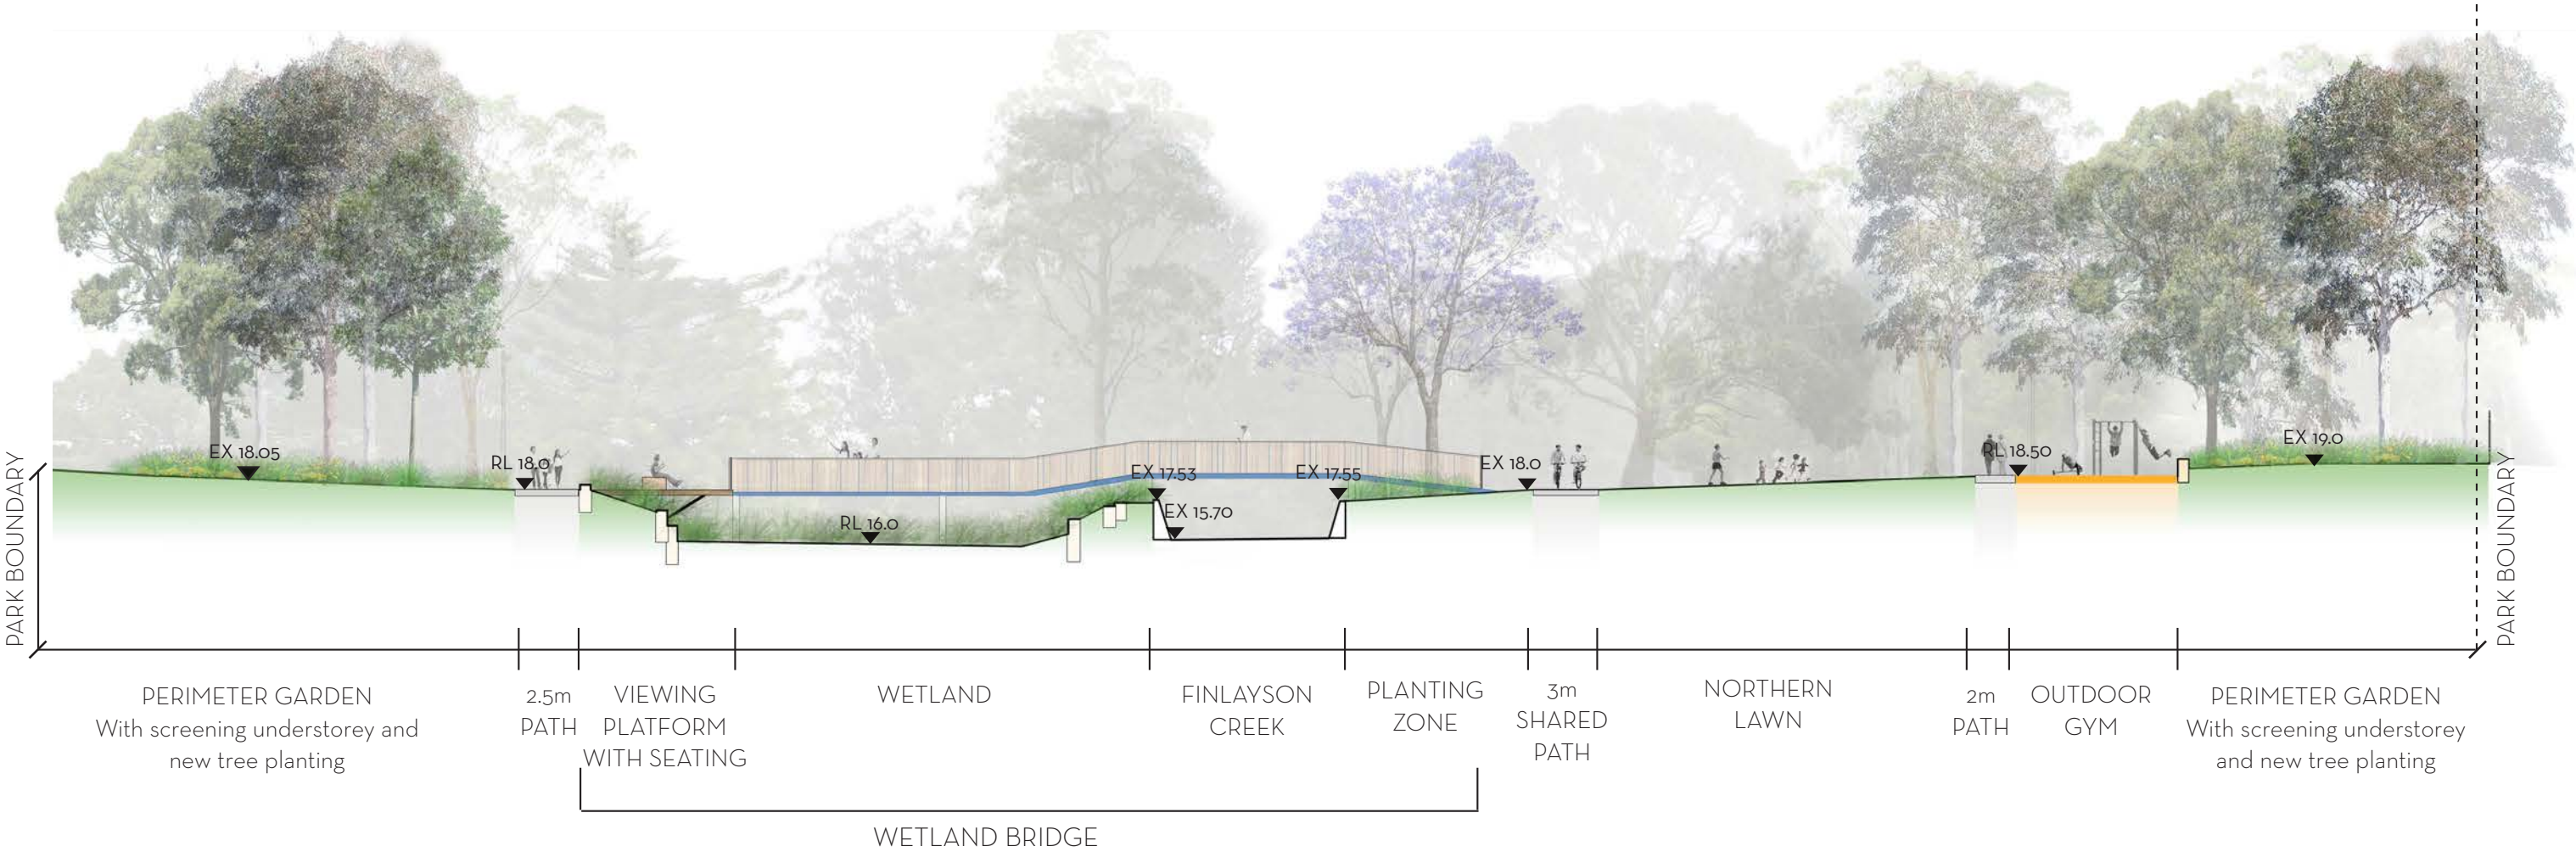 EX 18.05
RL 18.0
RL 16.0
EX 17.53
EX 15.70
EX 17.55
EX 18.0
RL 18.50
EX 19.0
PARK BOUNDARY
PARK BOUNDARY
PERIMETER GARDEN
With screening understorey and
new tree planting
2.5m
PATH
VIEWING
PLATFORM
WITH SEATING
WETLAND
FINLAYSON
CREEK
PLANTING
ZONE
3m
SHARED
PATH
NORTHERN
LAWN
2m
PATH
OUTDOOR
GYM
PERIMETER GARDEN
With screening understorey
and new tree planting
WETLAND BRIDGE